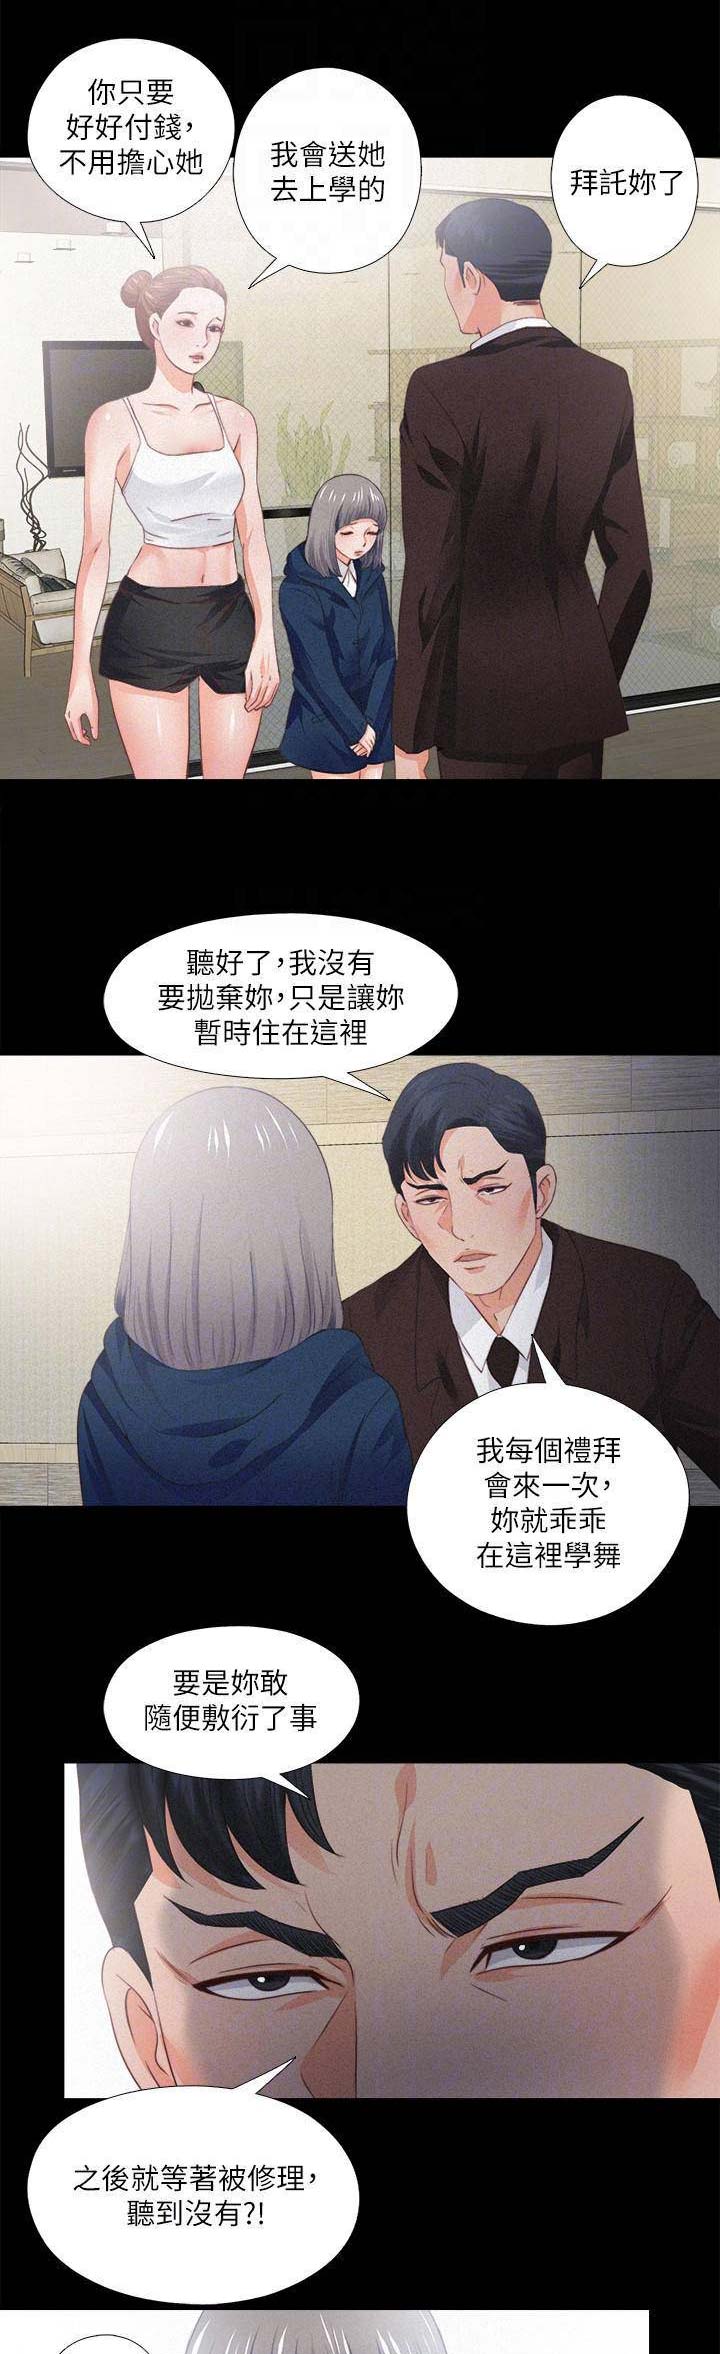 你只要
好好付錢，
不用擔心她
我會送她
去上學的
拜託妳了
聽好了，我沒有
要拋棄妳，只是讓妳
暫時住在這裡
我每個禮拜
會來一次，
妳就乖乖
在這裡學舞
要是妳敢
隨便敷衍了事
之後就等著被修理，
聽到沒有?!